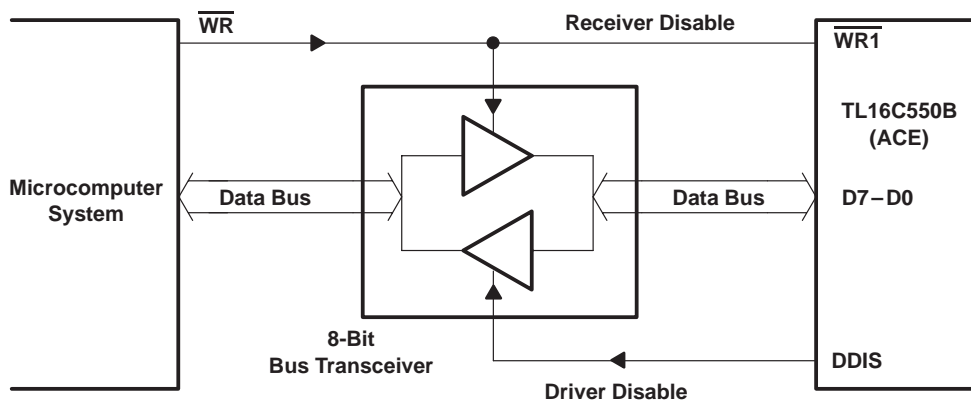 WR
Receiver Disable
WR1
TL16C550B
(ACE)
Microcomputer
System
Data Bus
Data Bus
D7–D0
8-Bit
Bus Transceiver
DDIS
Driver Disable